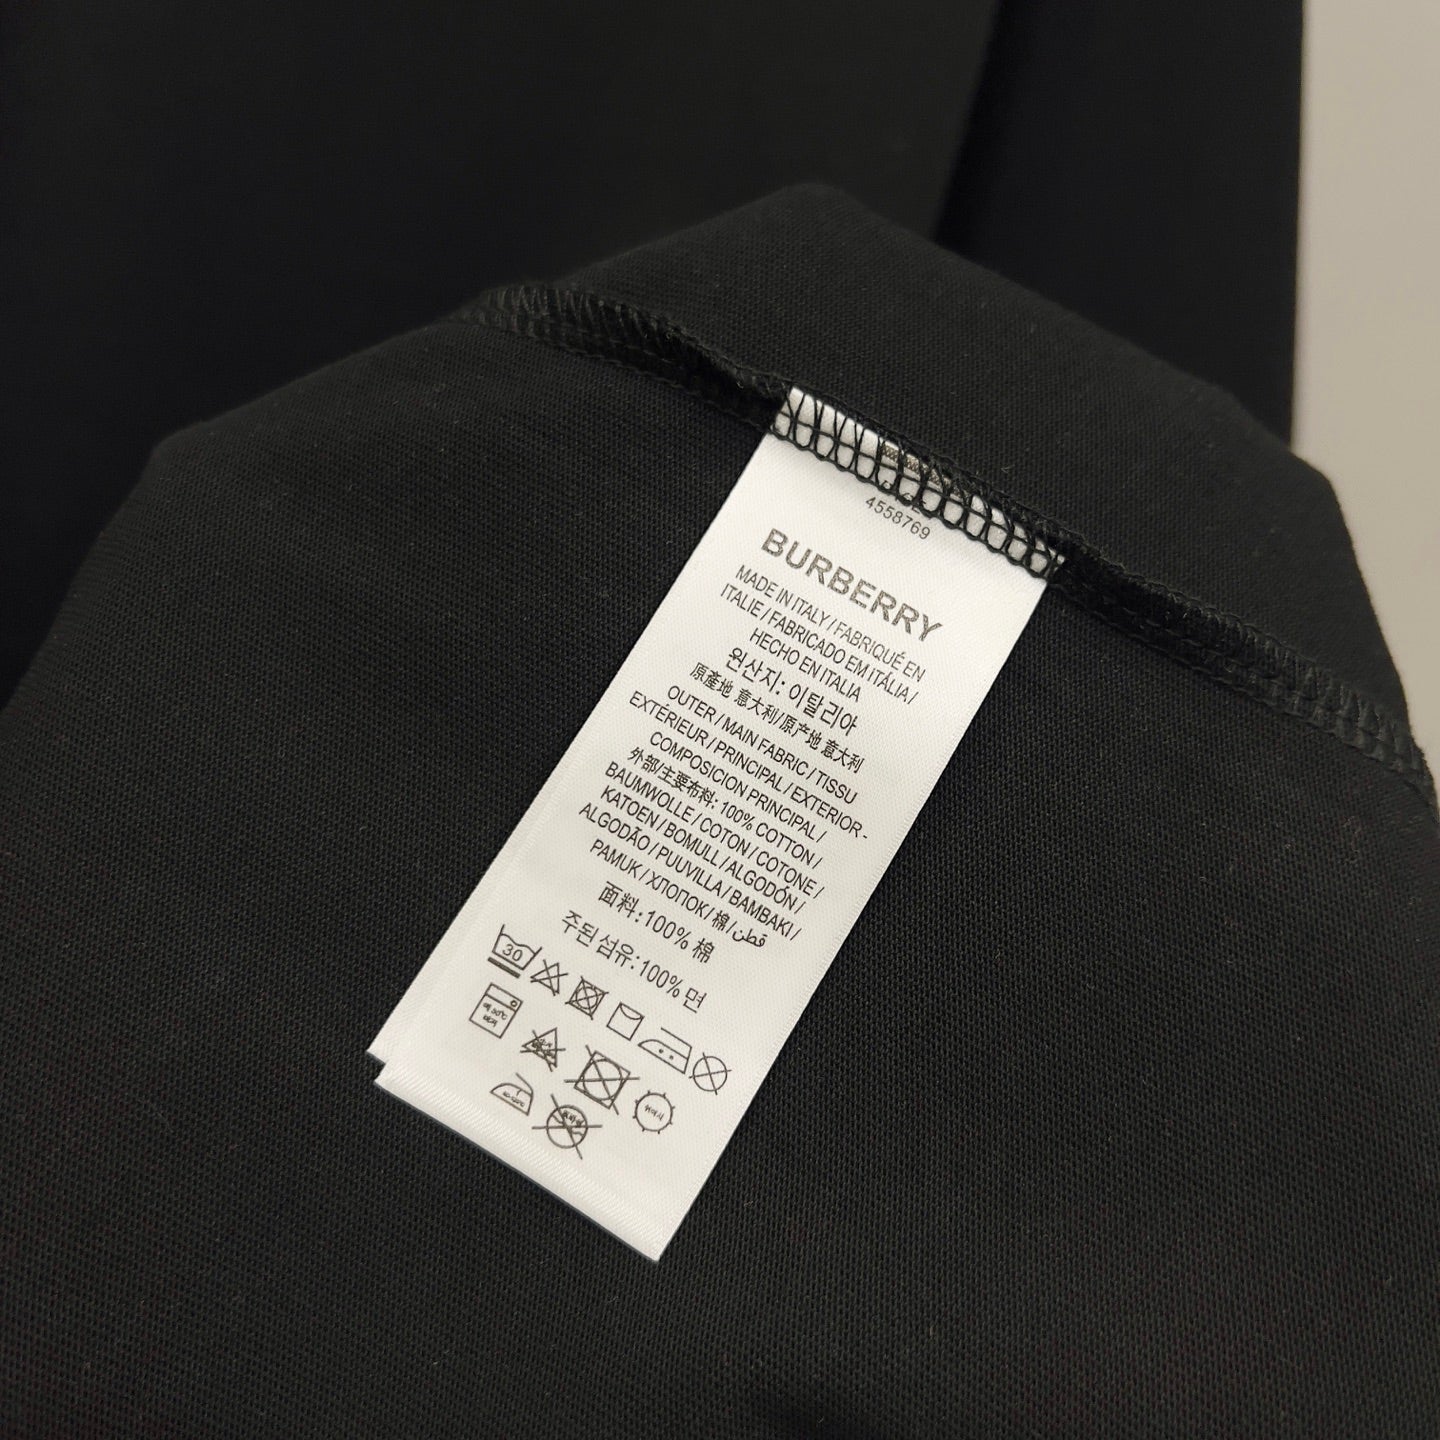 4558769
BURBERRY
MADE IN ITALY / FABRIQUÉ EN
ITALIE / FABRICADO EM ITÁLIA /
HECHO EN ITALIA
원산지: 이탈리아
原產地 意大利/原产地 意大利
OUTER / MAIN FABRIC / TISSU
EXTÉRIEUR / PRINCIPAL / EXTERIOR -
COMPOSICION PRINCIPAL /
外部/主要布料: 100% COTTON /
BAUMWOLLE / COTON / COTONE /
KATOEN / BOMULL / ALGODÓN /
ALGODÃO / PUUVILLA / BAMBAKI /
PAMUK / ХЛОПОК / 棉 / قطن
面料: 100% 棉
주된 섬유: 100% 면
30